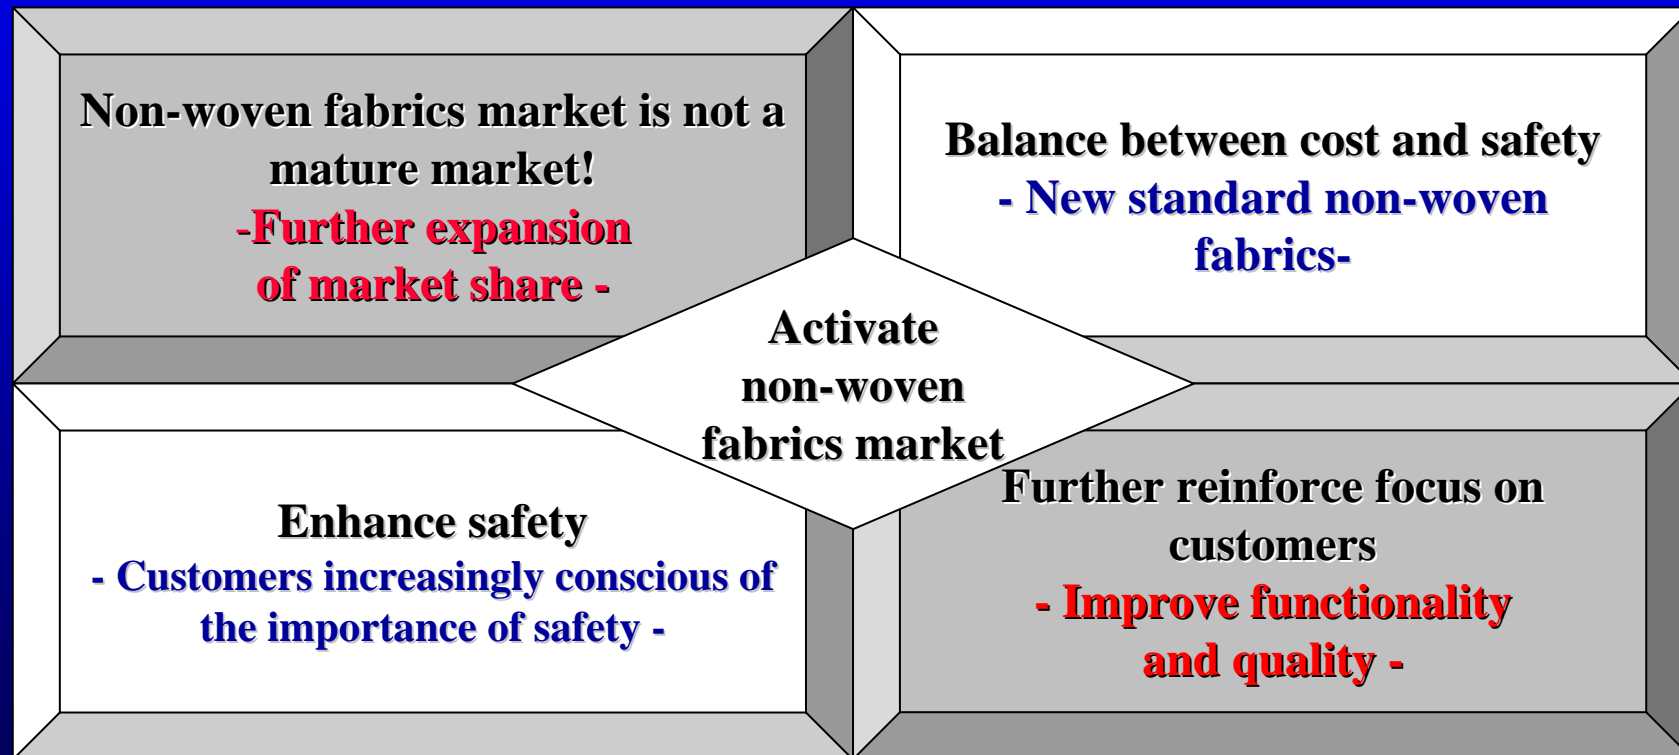 Non-woven fabrics market is not a
mature market!
-Further expansion
of market share -
Balance between cost and safety
- New standard non-woven
fabrics-
Activate
non-woven
fabrics market
Enhance safety
- Customers increasingly conscious of
the importance of safety -
Further reinforce focus on
customers
- Improve functionality
and quality -